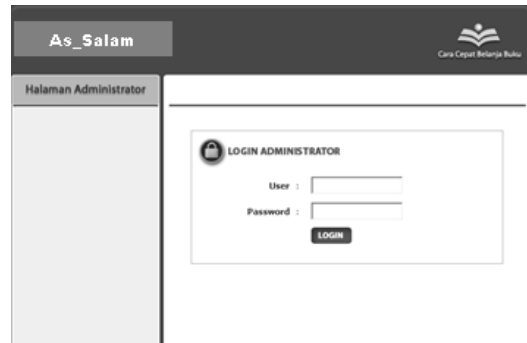 As_Salam
Cara Cepat Belanja Buku
Halaman Administrator
LOGIN ADMINISTRATOR
User :
Password :
LOGIN